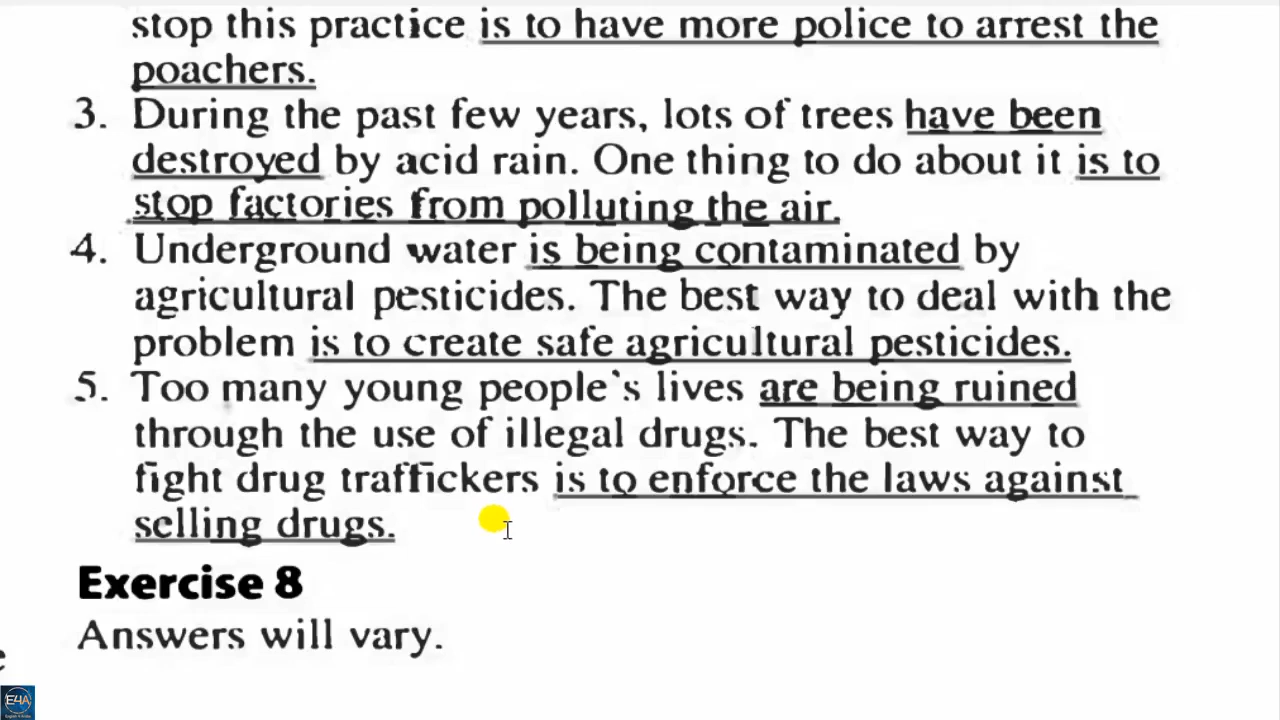 stop this practice is to have more police to arrest the
poachers.
3. During the past few years, lots of trees have been
destroyed by acid rain. One thing to do about it is to
stop factories from polluting the air.
4. Underground water is being contaminated by
agricultural pesticides. The best way to deal with the
problem is to create safe agricultural pesticides.
5. Too many young people's lives are being ruined
through the use of illegal drugs. The best way to
fight drug traffickers is to enforce the laws against
selling drugs.
Exercise 8
Answers will vary.
e
E4A